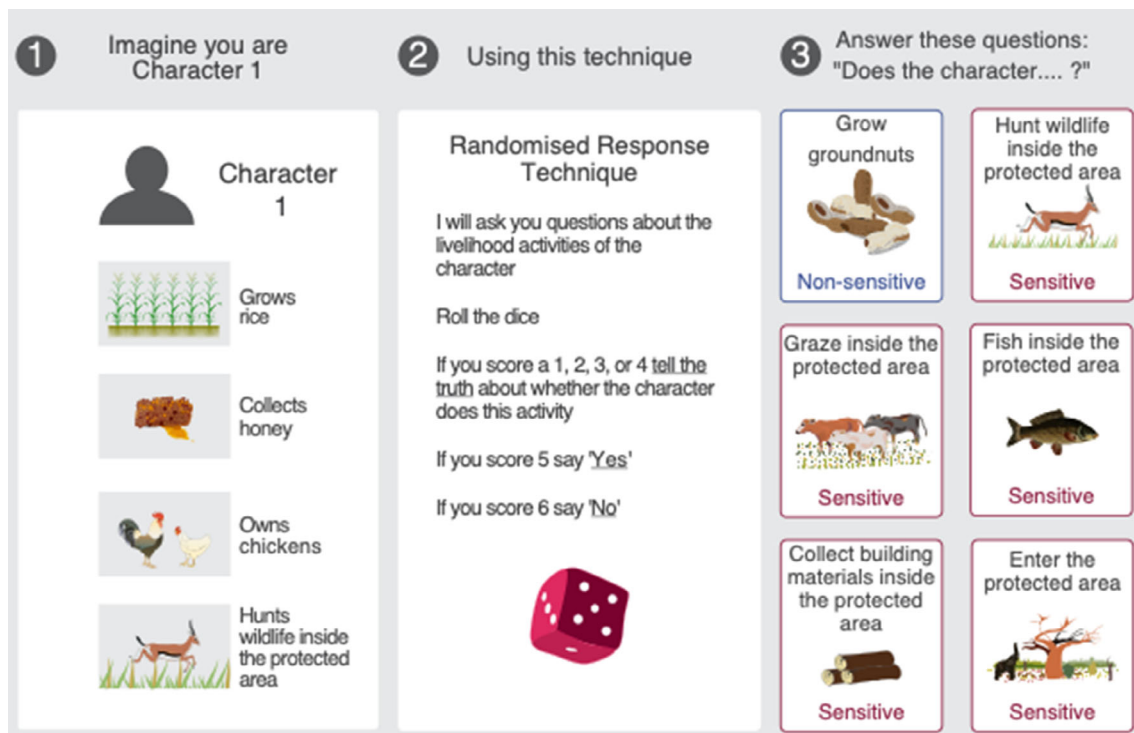 1
Imagine you are
Character 1
Character
1
Grows
rice
Collects
honey
Owns
chickens
Hunts
wildlife inside
the protected
area
2
Using this technique
Randomised Response
Technique
I will ask you questions about the
livelihood activities of the
character
Roll the dice
If you score a 1, 2, 3, or 4 tell the
truth about whether the character
does this activity
If you score 5 say 'Yes'
If you score 6 say 'No'
3
Answer these questions:
"Does the character.... ?"
Grow
groundnuts
Non-sensitive
Hunt wildlife
inside the
protected area
Sensitive
Graze inside the
protected area
Sensitive
Fish inside the
protected area
Sensitive
Collect building
materials inside
the protected
area
Sensitive
Enter the
protected area
Sensitive